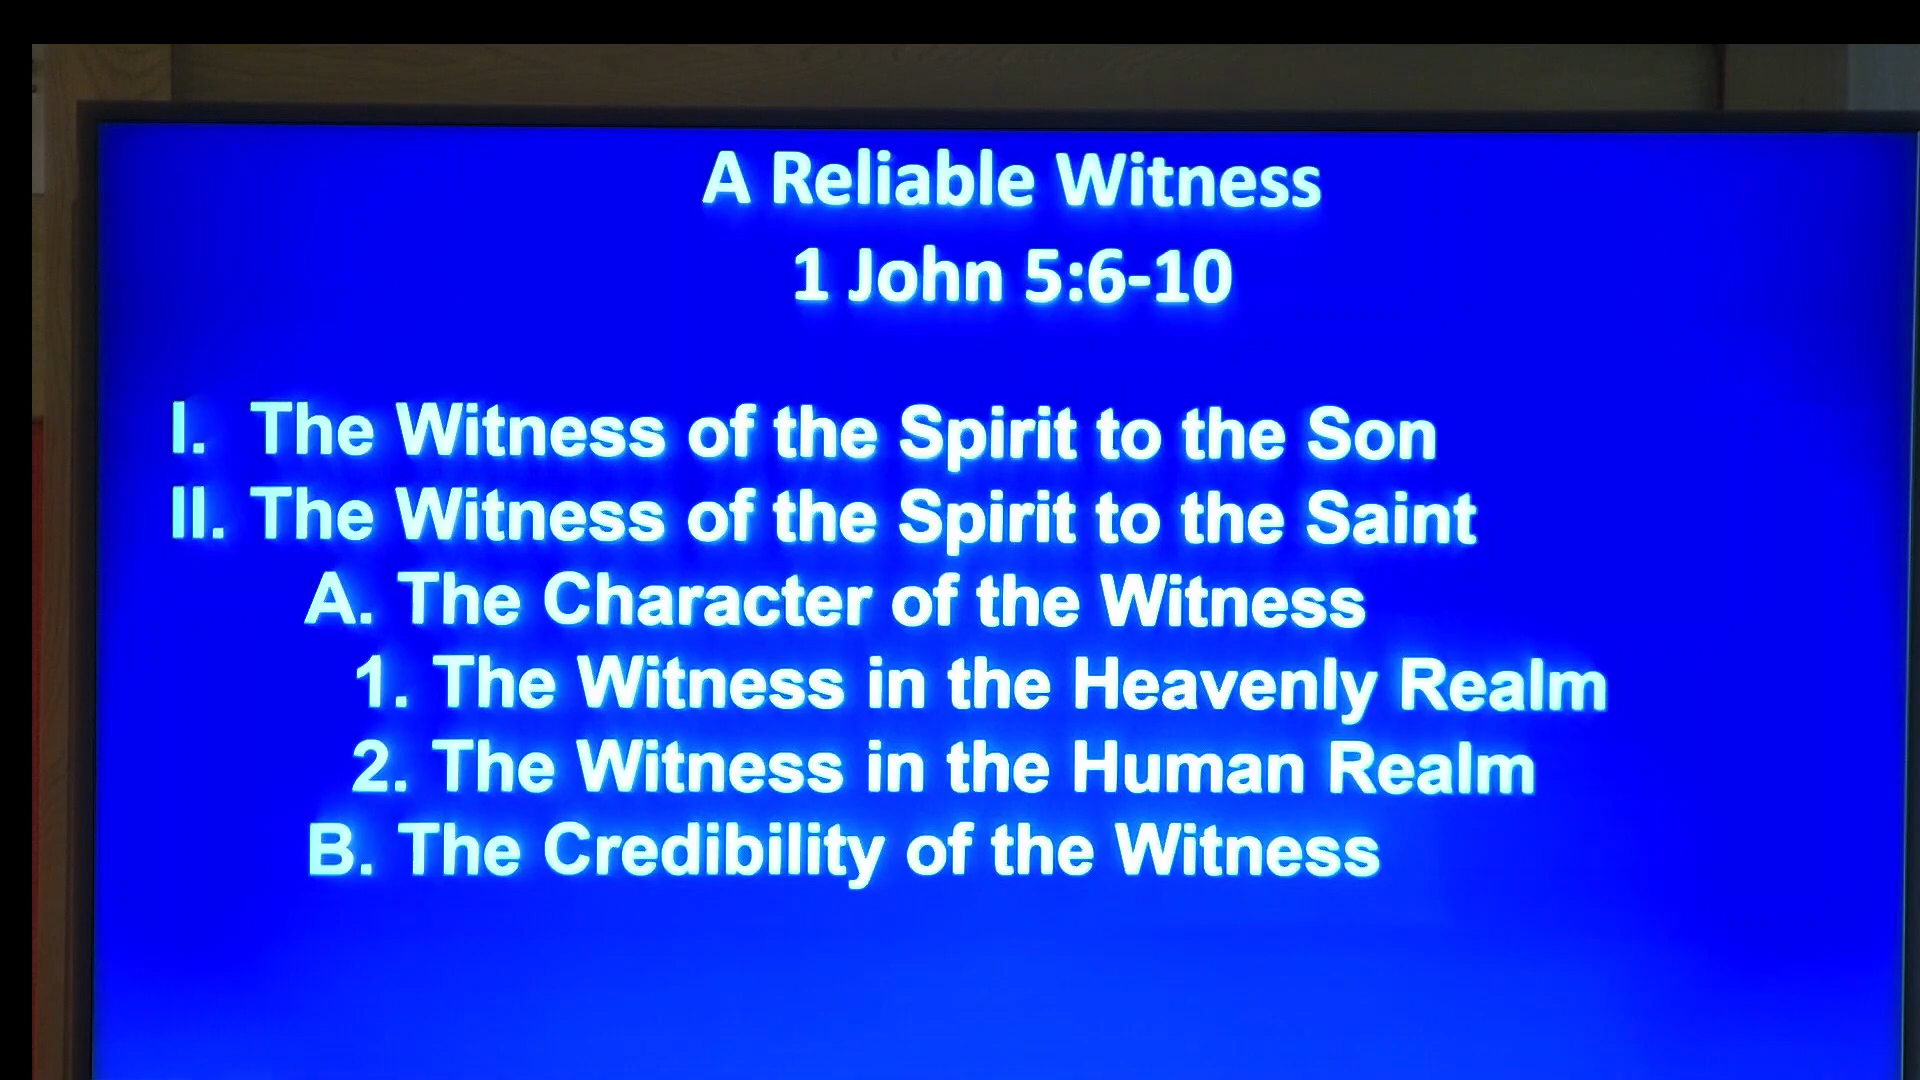 A Reliable Witness
1 John 5:6-10
I. The Witness of the Spirit to the Son
II. The Witness of the Spirit to the Saint
A. The Character of the Witness
1. The Witness in the Heavenly Realm
2. The Witness in the Human Realm
B. The Credibility of the Witness